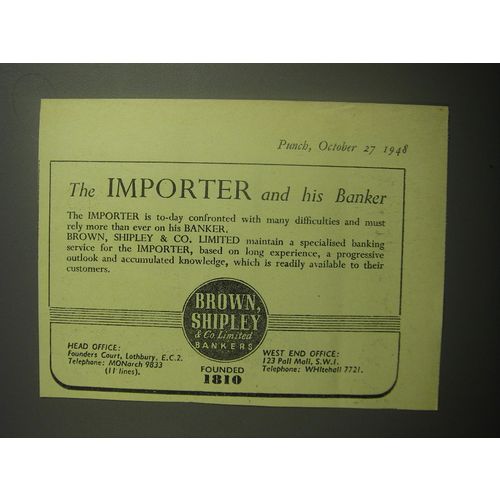 Punch, October 27 1948
The IMPORTER and his Banker
The IMPORTER is to-day confronted with many difficulties and must
rely more than ever on his BANKER.
BROWN, SHIPLEY & CO. LIMITED maintain a specialised banking
service for the IMPORTER, based on long experience, a progressive
outlook and accumulated knowledge, which is readily available to their
customers.
BROWN,
SHIPLEY
& Co Limited
BANKERS
FOUNDED
1810
HEAD OFFICE:
Founders Court, Lothbury, E.C.2.
Telephone: MONarch 9833
(11 lines).
WEST END OFFICE:
123 Pall Mall, S.W.1.
Telephone: WHItehall 7721.